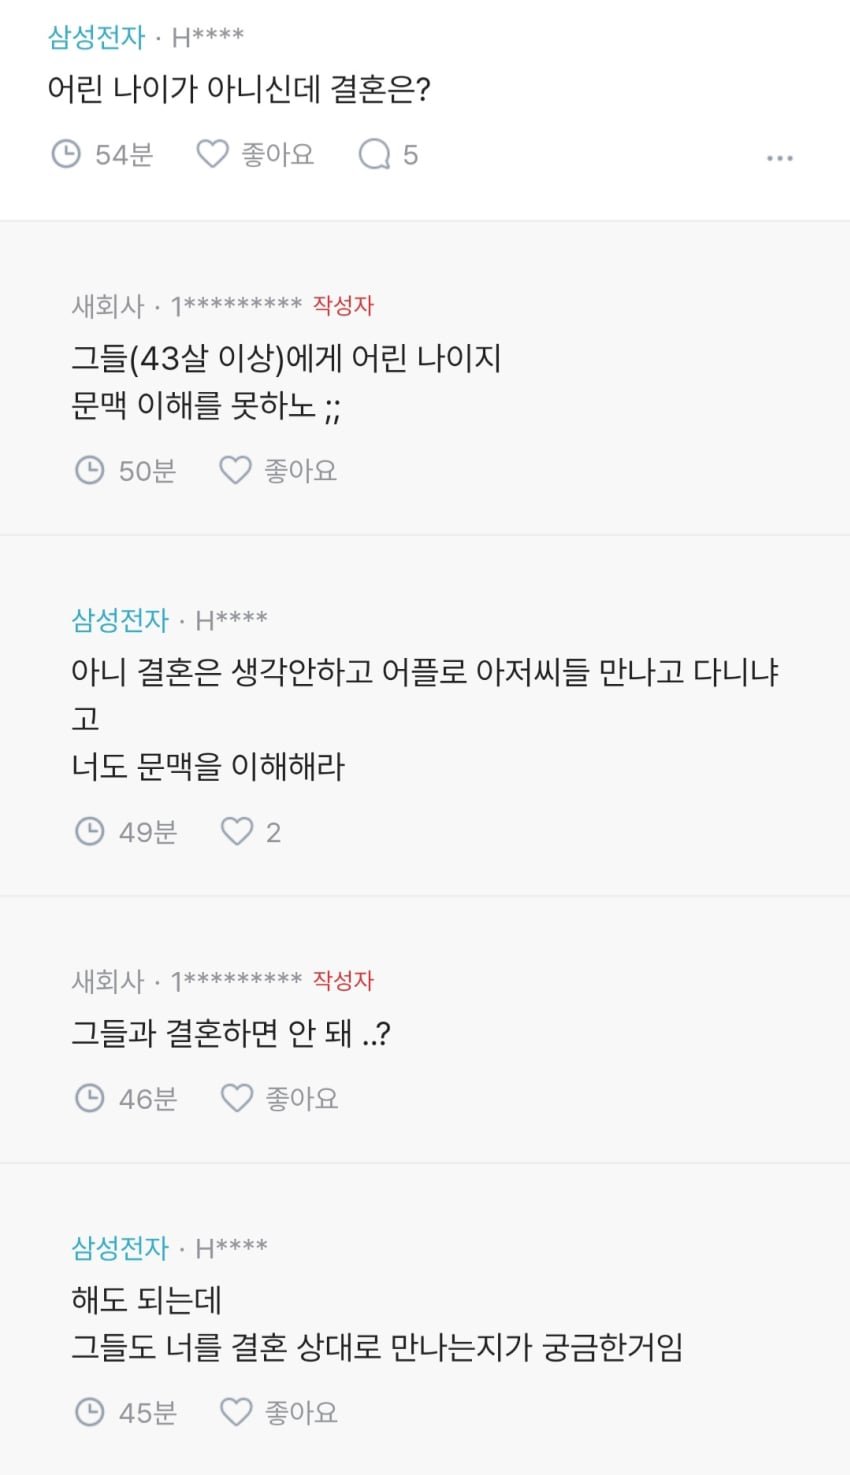 삼성전자 · H****
어린 나이가 아니신데 결혼은?
54분 좋아요 5
새회사 · 1********* 작성자
그들(43살 이상)에게 어린 나이지
문맥 이해를 못하노 ;;
50분 좋아요
삼성전자 · H****
아니 결혼은 생각안하고 어플로 아저씨들 만나고 다니냐
고
너도 문맥을 이해해라
49분 2
새회사 · 1********* 작성자
그들과 결혼하면 안 돼 ..?
46분 좋아요
삼성전자 · H****
해도 되는데
그들도 너를 결혼 상대로 만나는지가 궁금한거임
45분 좋아요